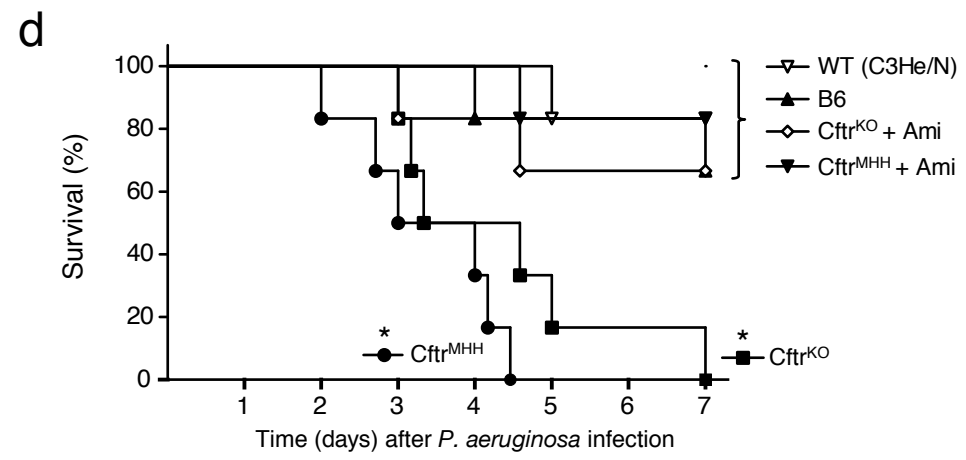 d
Survival (%)
100
80
60
40
20
0
WT (C3He/N)
B6
Cftr^KO + Ami
Cftr^MHH + Ami
* Cftr^MHH
* Cftr^KO
1 2 3 4 5 6 7
Time (days) after P. aeruginosa infection